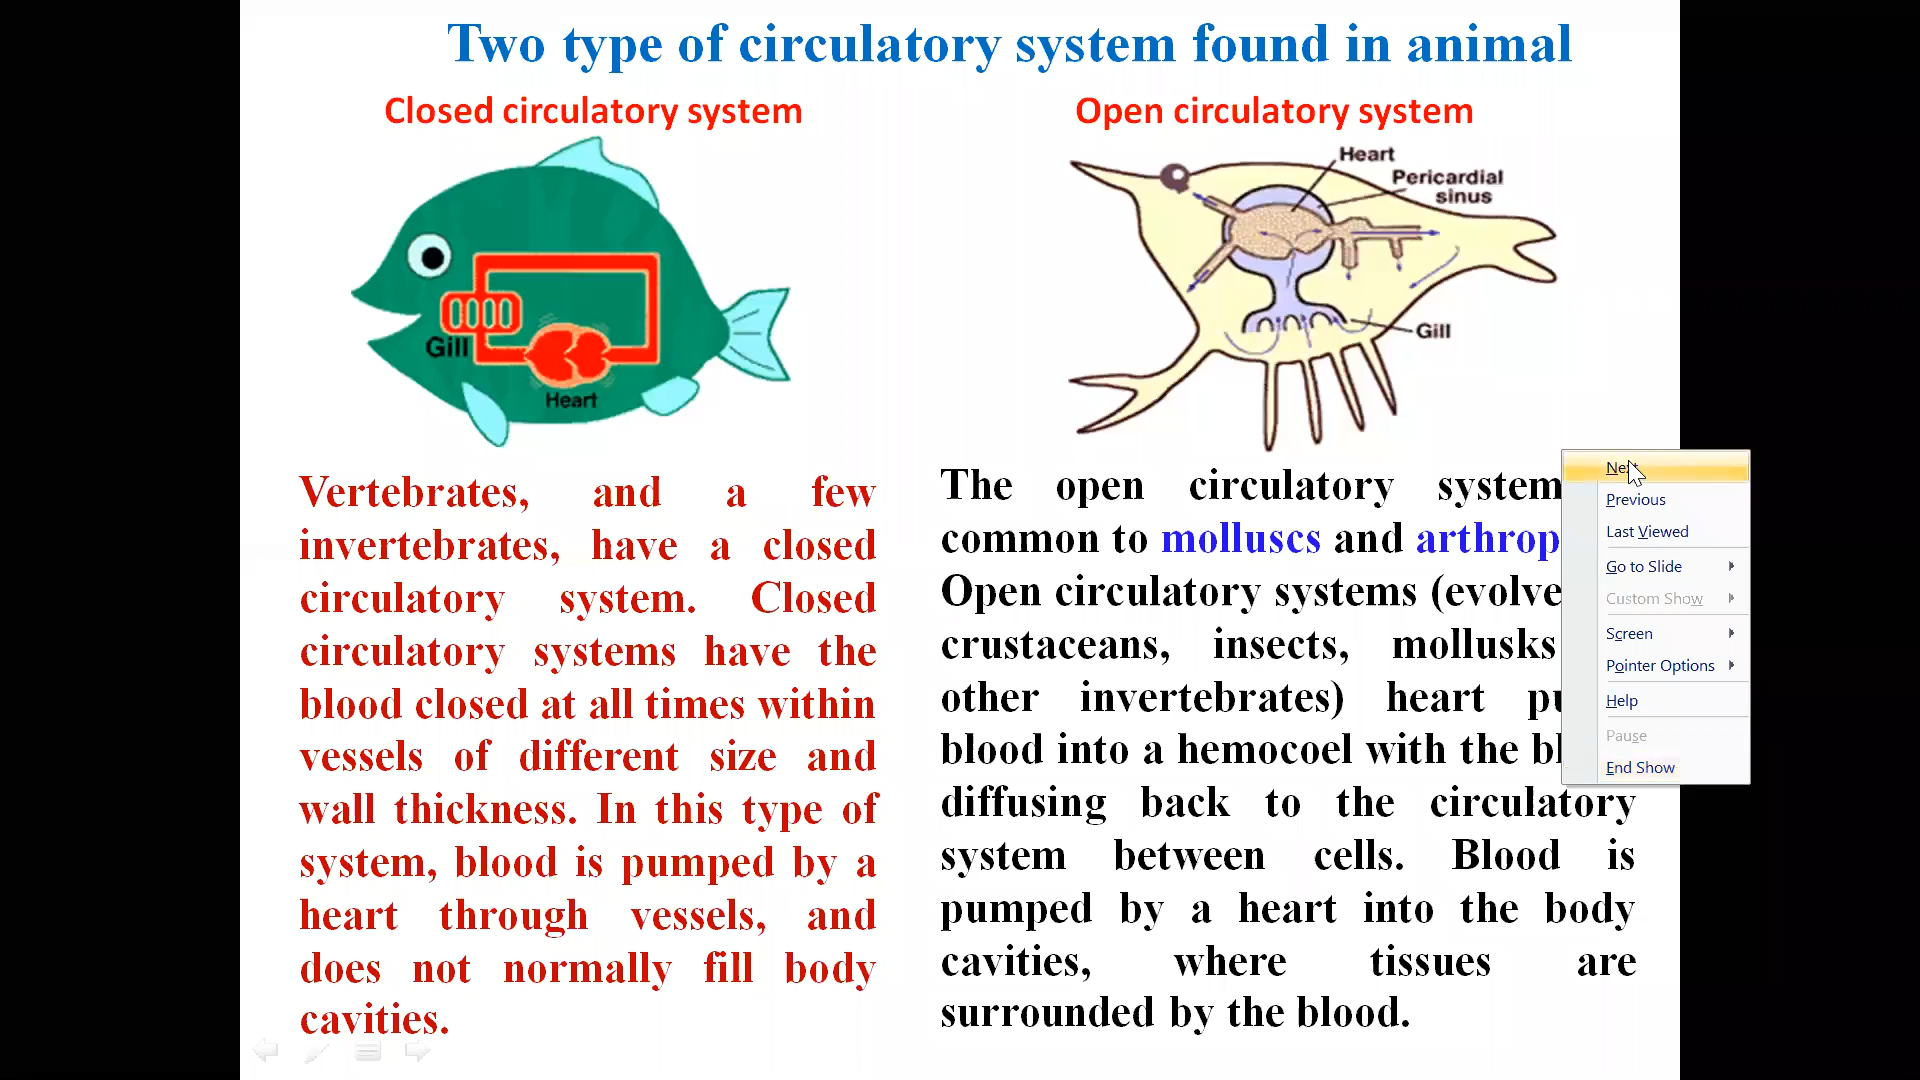 Two type of circulatory system found in animal
Closed circulatory system
Gill
Heart
Vertebrates, and a few
invertebrates, have a closed
circulatory system. Closed
circulatory systems have the
blood closed at all times within
vessels of different size and
wall thickness. In this type of
system, blood is pumped by a
heart through vessels, and
does not normally fill body
cavities.
Open circulatory system
Heart
Pericardial
sinus
Gill
The open circulatory system
common to molluscs and
Open circulatory systems
crustaceans, insects, mollusks
other invertebrates) heart
blood into a hemocoel with the
diffusing back to the circulatory
system between cells. Blood is
pumped by a heart into the body
cavities, where tissues are
surrounded by the blood.
Next
Previous
Last Viewed
Go to Slide
Custom Show
Screen
Pointer Options
Help
Pause
End Show